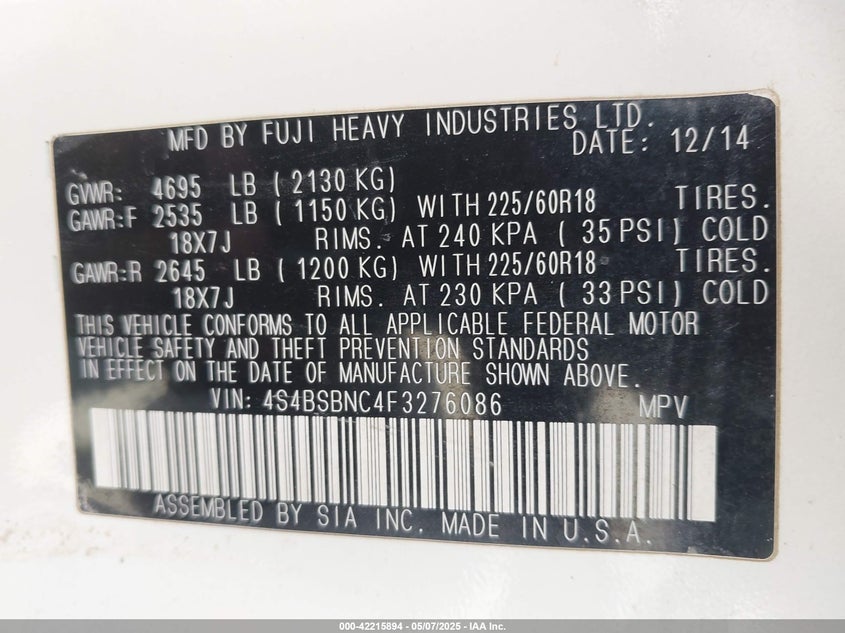 MFD BY FUJI HEAVY INDUSTRIES LTD.
DATE: 12/14
GVWR: 4695 LB ( 2130 KG)
GAWR:F 2535 LB ( 1150 KG) WITH 225/60R18 TIRES.
18X7J RIMS. AT 240 KPA ( 35 PSI) COLD
GAWR:R 2645 LB ( 1200 KG) WITH 225/60R18 TIRES.
18X7J RIMS. AT 230 KPA ( 33 PSI) COLD
THIS VEHICLE CONFORMS TO ALL APPLICABLE FEDERAL MOTOR
VEHICLE SAFETY AND THEFT PREVENTION STANDARDS
IN EFFECT ON THE DATE OF MANUFACTURE SHOWN ABOVE.
VIN: 4S4BSBNC4F3276086 MPV
ASSEMBLED BY SIA INC. MADE IN U.S.A.
000-42215894 — 05/07/2025 — IAA Inc.